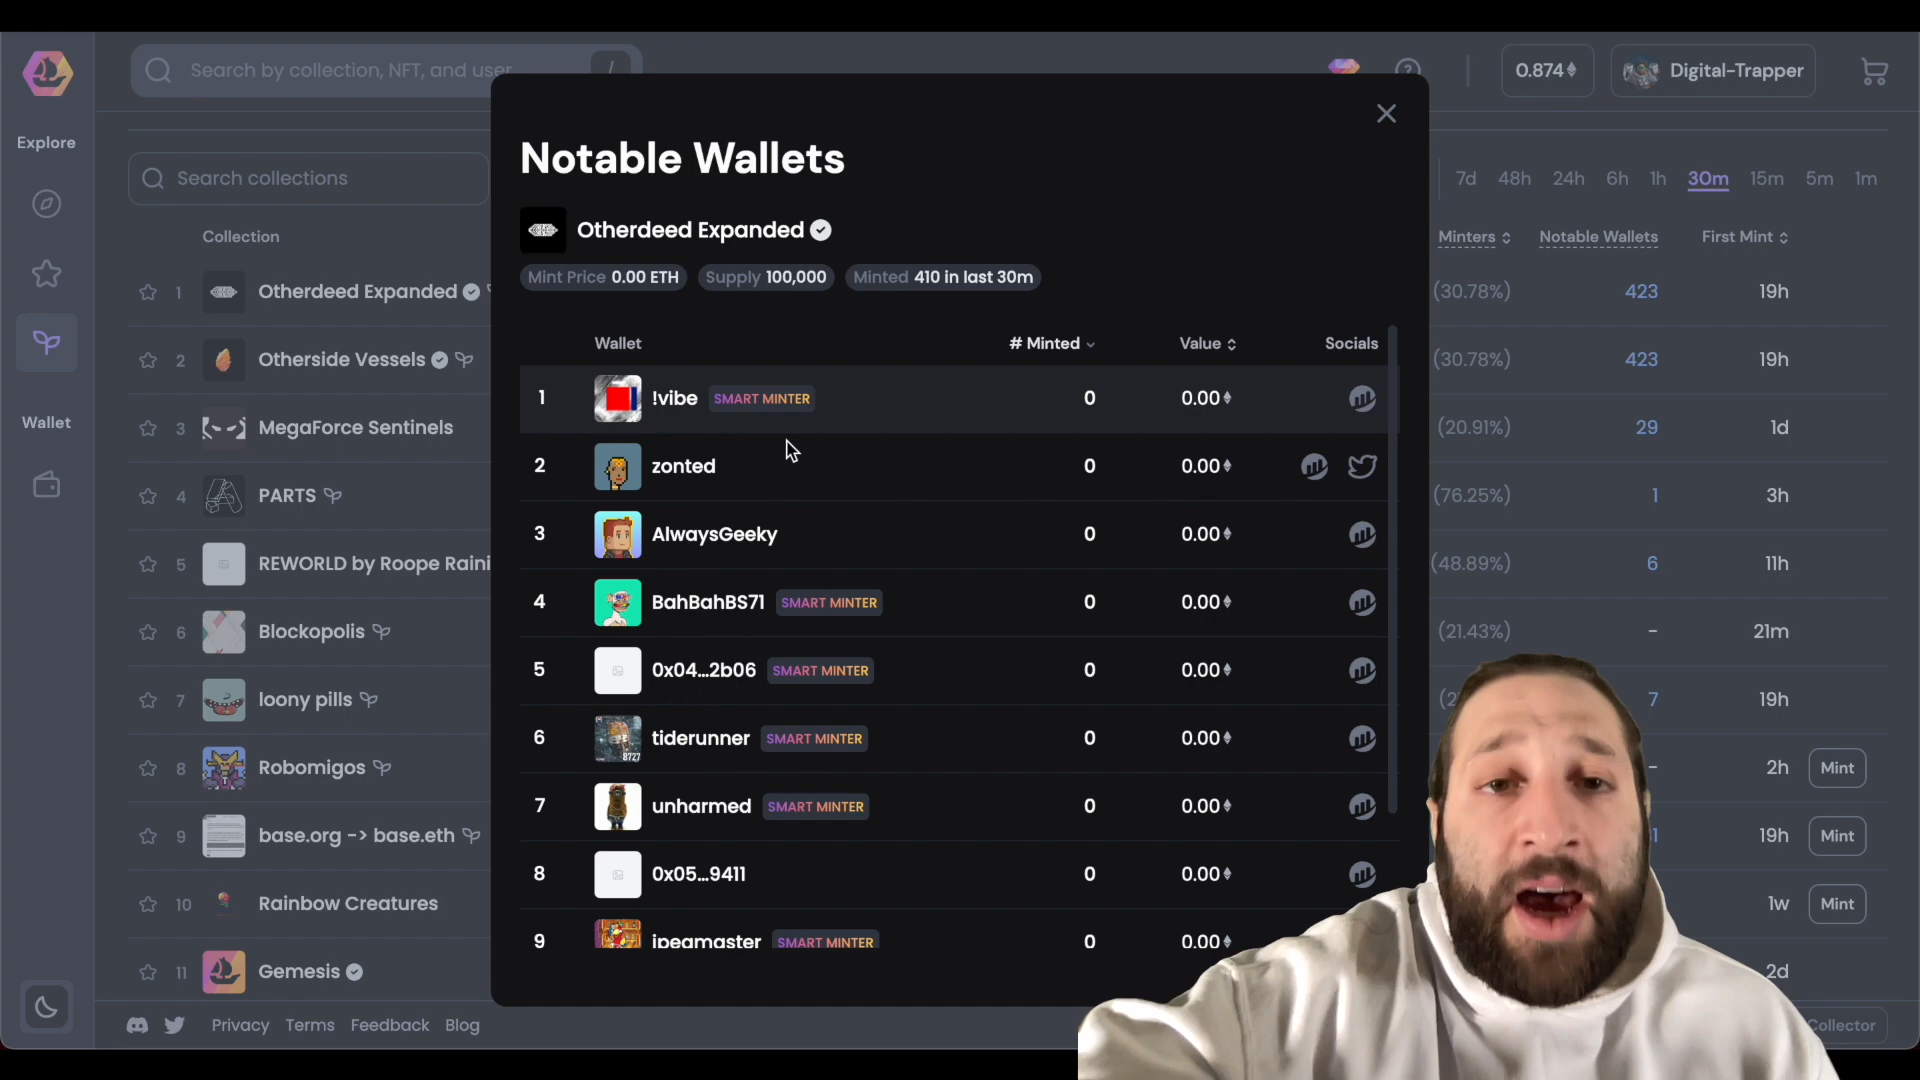 Search by collection, NFT, and user
/
0.874
Digital-Trapper
Explore
Wallet
Search collections
7d 48h 24h 6h 1h 30m 15m 5m 1m
Collection
Minters Notable Wallets First Mint
1 Otherdeed Expanded
(30.78%) 423 19h
2 Otherside Vessels
(30.78%) 423 19h
3 MegaForce Sentinels
(20.91%) 29 1d
4 PARTS
(76.25%) 1 3h
5 REWORLD by Roope Raini
(48.89%) 6 11h
6 Blockopolis
(21.43%) - 21m
7 loony pills
7 19h
8 Robomigos
- 2h Mint
9 base.org -> base.eth
19h Mint
10 Rainbow Creatures
1w Mint
11 Gemesis
2d
Notable Wallets
Otherdeed Expanded
Mint Price 0.00 ETH Supply 100,000 Minted 410 in last 30m
Wallet # Minted Value Socials
1 !vibe SMART MINTER 0 0.00
2 zonted 0 0.00
3 AlwaysGeeky 0 0.00
4 BahBahBS71 SMART MINTER 0 0.00
5 0x04...2b06 SMART MINTER 0 0.00
6 tiderunner SMART MINTER 0 0.00
8727
7 unharmed SMART MINTER 0 0.00
8 0x05...9411 0 0.00
9 jpegmaster SMART MINTER 0 0.00
Privacy Terms Feedback Blog
Collector